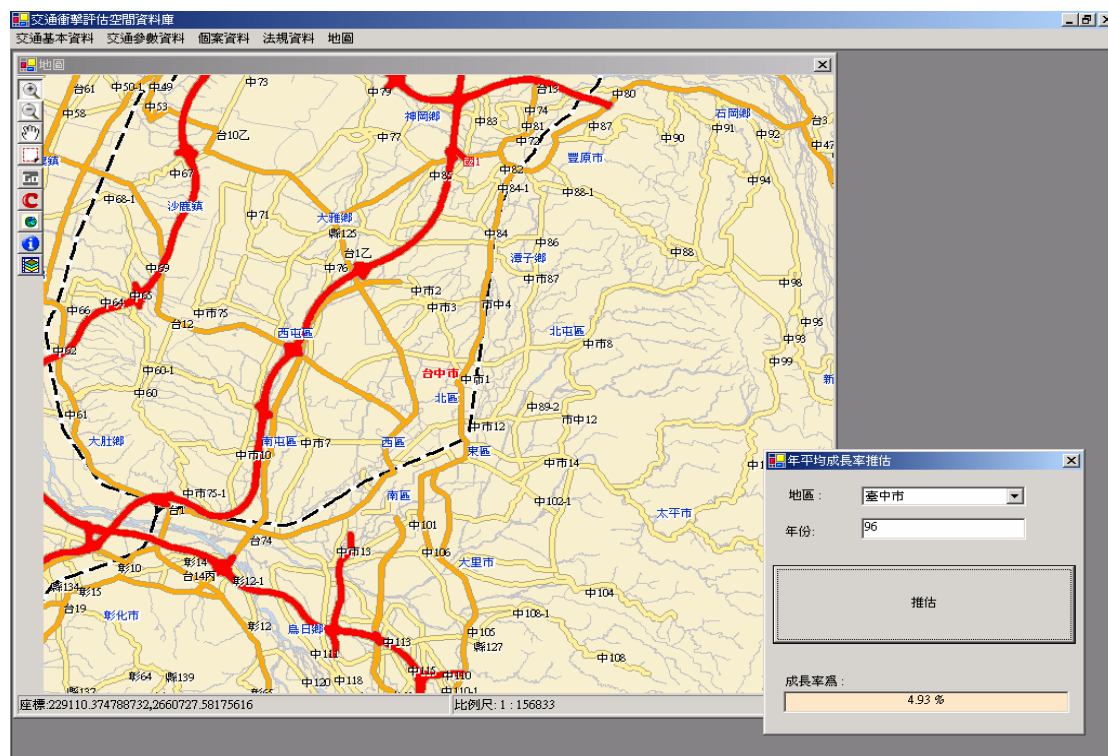 交通衝擊評估空間資料庫
交通基本資料 交通參數資料 個案資料 法規資料 地圖
地圖
台61 中50-1 中49 中73 中79 台13 中80
中58 中53 神岡鄉 中83 中74 石岡鄉 台3
台10乙 中77 中81 中87 中90 中91 中92
中72
中67 國1 豐原市
中85 中82 中94
中68-1 沙鹿鎮 中71 大雅鄉 中84-1 中88-1
縣125 中84 中86
中69 台1乙 潭子鄉 中88
中76 中市87 中98
中66 中64 中65 中市75 中市2 中市3 市中4
台12 西屯區 北屯區 中95
中62 中市8 中93
中60-1 台中市 中市1 中99
中60 北區 新
中61 中89-2 市中12
大肚鄉 南屯區 中市7 西區 中市12
中市10 東區 中市14
中市75-1 南區 中102-1 太平市
台1 中101
台74 中市13 中106
彰10 彰14 大里市
縣134 彰15 台14丙 彰12-1 中104
台19 彰化市 中108-1
彰12 烏日鄉 中105
中111 中113 縣127
中108
彰64 縣139 中120 中118 中115 中110
縣137 中110-1
座標:229110.374788732,2660727.58175616 比例尺: 1 : 156833
年平均成長率推估
地區 : 臺中市
年份: 96
推估
成長率為 :
4.93 %